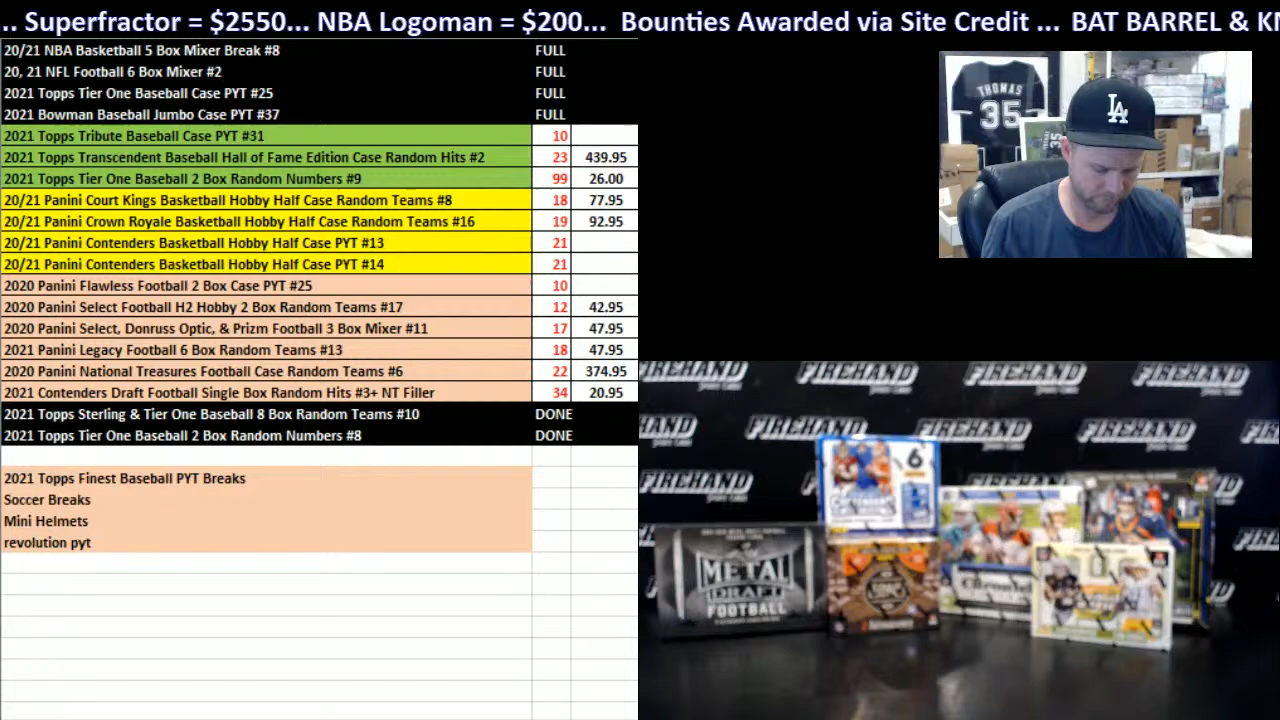 .. Superfractor = $2550... NBA Logoman = $200... Bounties Awarded via Site Credit ... BAT BARREL &
20/21 NBA Basketball 5 Box Mixer Break #8 FULL
20, 21 NFL Football 6 Box Mixer #2 FULL
2021 Topps Tier One Baseball Case PYT #25 FULL
2021 Bowman Baseball Jumbo Case PYT #37 FULL
2021 Topps Tribute Baseball Case PYT #31 10
2021 Topps Transcendent Baseball Hall of Fame Edition Case Random Hits #2 23 439.95
2021 Topps Tier One Baseball 2 Box Random Numbers #9 99 26.00
20/21 Panini Court Kings Basketball Hobby Half Case Random Teams #8 18 77.95
20/21 Panini Crown Royale Basketball Hobby Half Case Random Teams #16 19 92.95
20/21 Panini Contenders Basketball Hobby Half Case PYT #13 21
20/21 Panini Contenders Basketball Hobby Half Case PYT #14 21
2020 Panini Flawless Football 2 Box Case PYT #25 10
2020 Panini Select Football H2 Hobby 2 Box Random Teams #17 12 42.95
2020 Panini Select, Donruss Optic, & Prizm Football 3 Box Mixer #11 17 47.95
2021 Panini Legacy Football 6 Box Random Teams #13 18 47.95
2020 Panini National Treasures Football Case Random Teams #6 22 374.95
2021 Contenders Draft Football Single Box Random Hits #3+ NT Filler 34 20.95
2021 Topps Sterling & Tier One Baseball 8 Box Random Teams #10 DONE
2021 Topps Tier One Baseball 2 Box Random Numbers #8 DONE
2021 Topps Finest Baseball PYT Breaks
Soccer Breaks
Mini Helmets
revolution pyt
THOMAS
35
LA
FIREHAND
FIREHAND
FIREHAND
FIREHAND
FIREHAND
FIREHAND
6
METAL
DRAFT
FOOTBALL